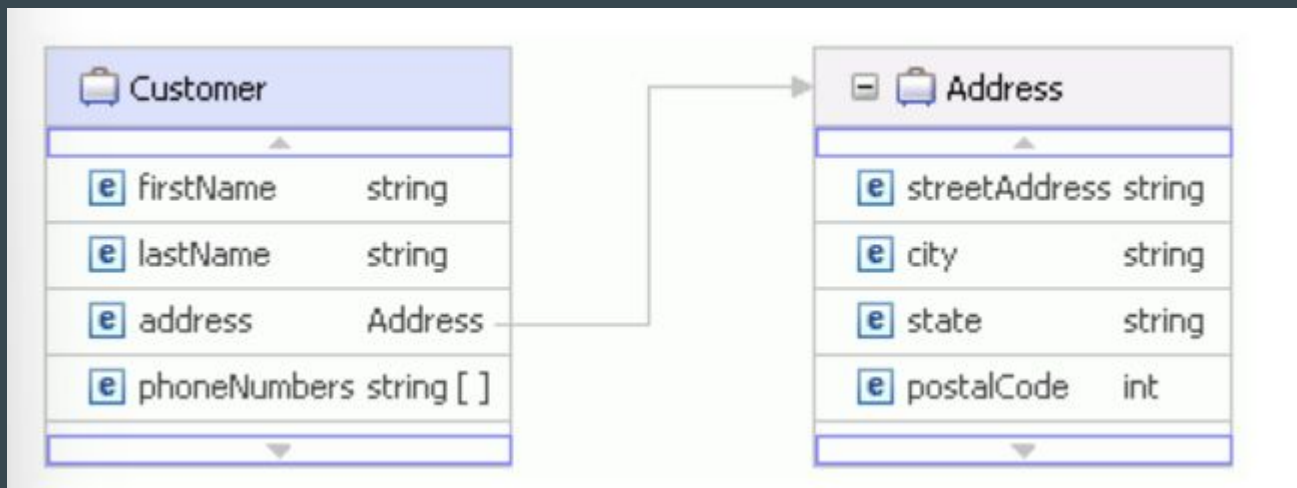 Customer
firstName string
lastName string
address Address
phoneNumbers string [ ]
Address
streetAddress string
city string
state string
postalCode int